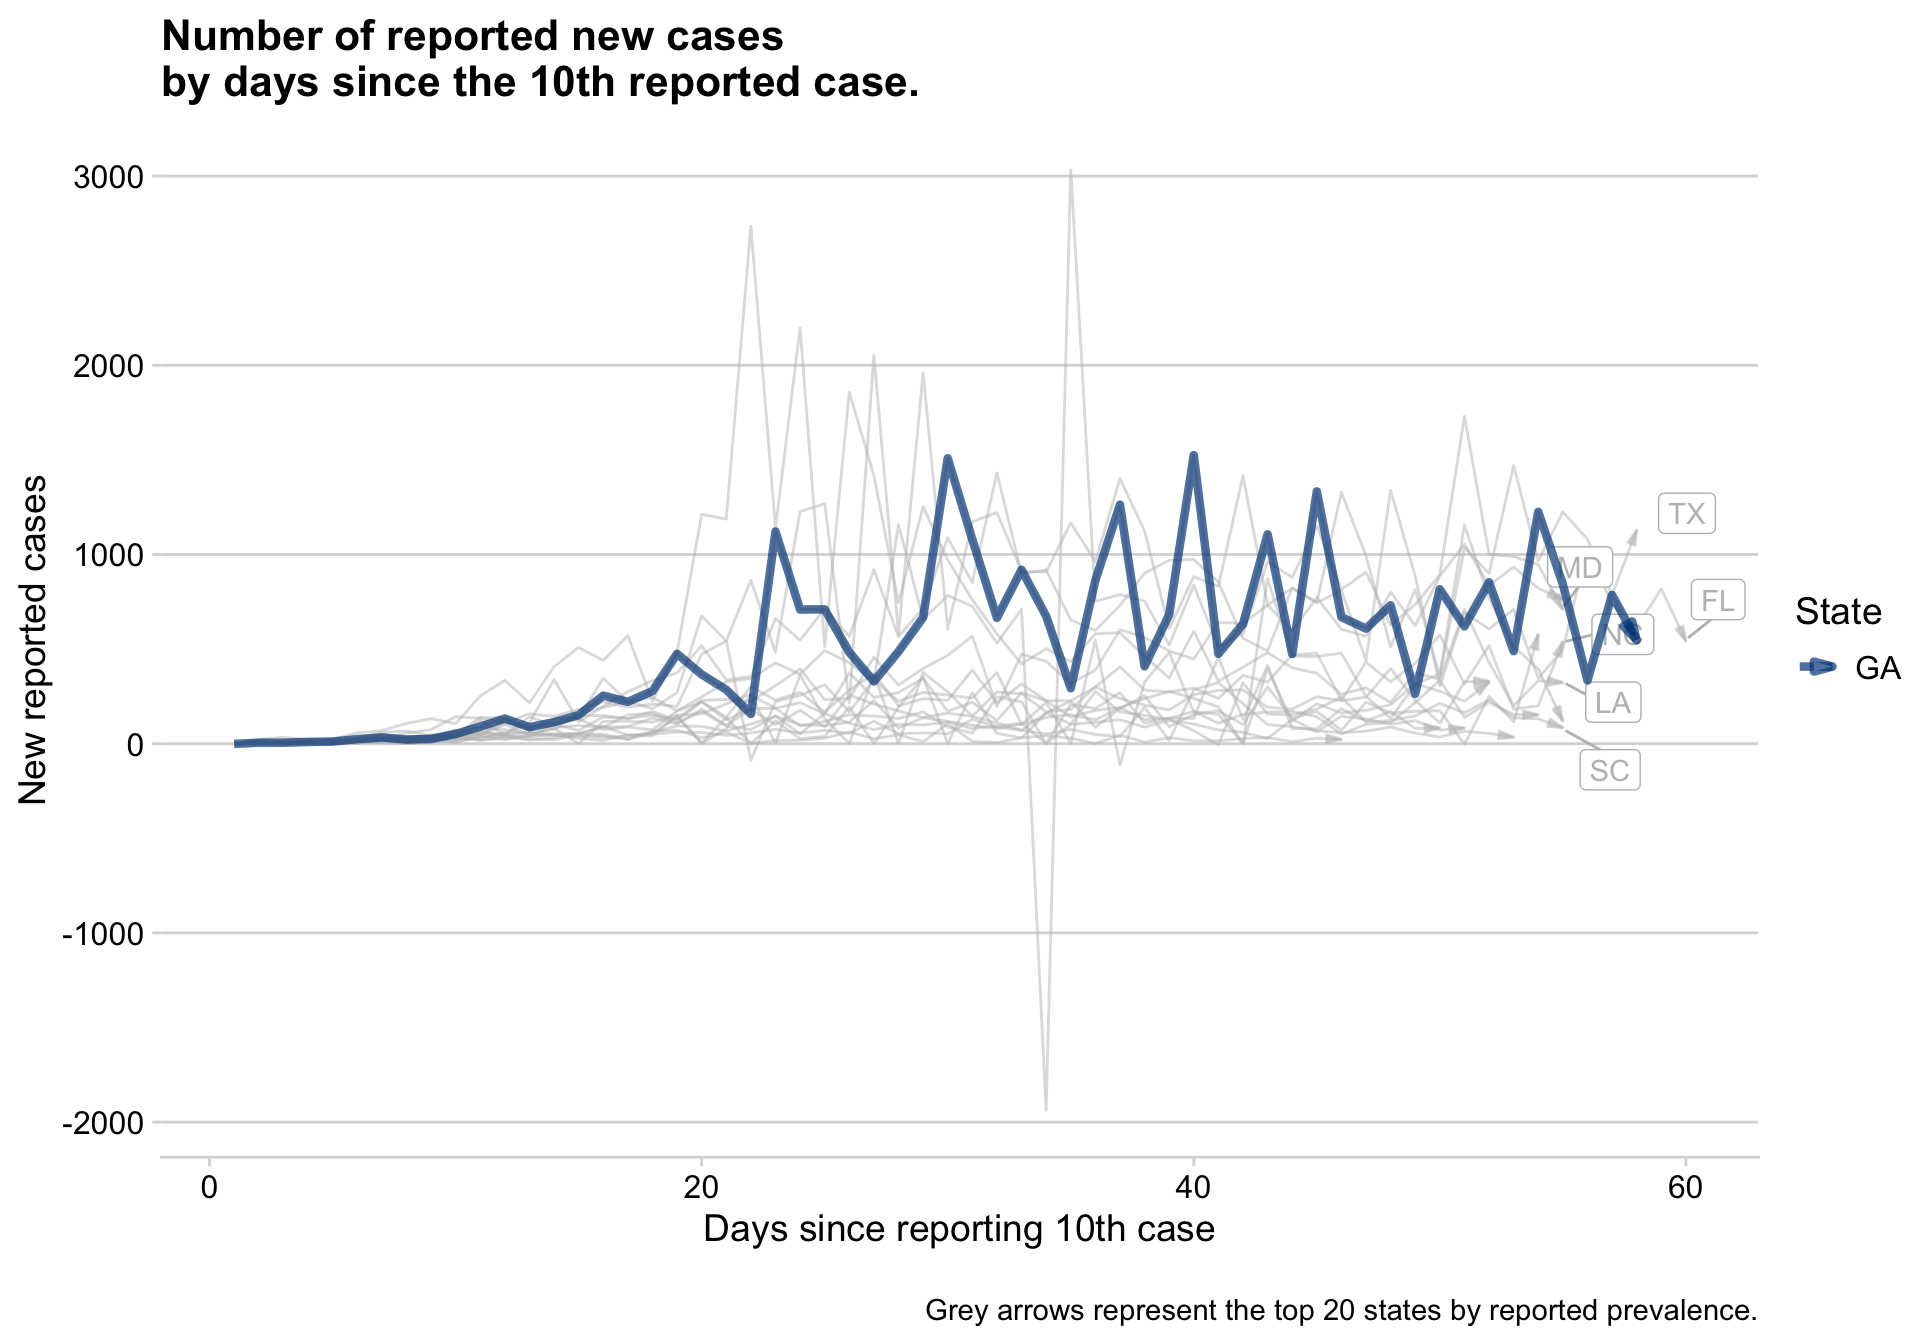 Number of reported new cases
by days since the 10th reported case.
3000
2000
1000
0
-1000
-2000
New reported cases
TX
MD
FL
NC
LA
SC
State
GA
0
20
40
60
Days since reporting 10th case
Grey arrows represent the top 20 states by reported prevalence.